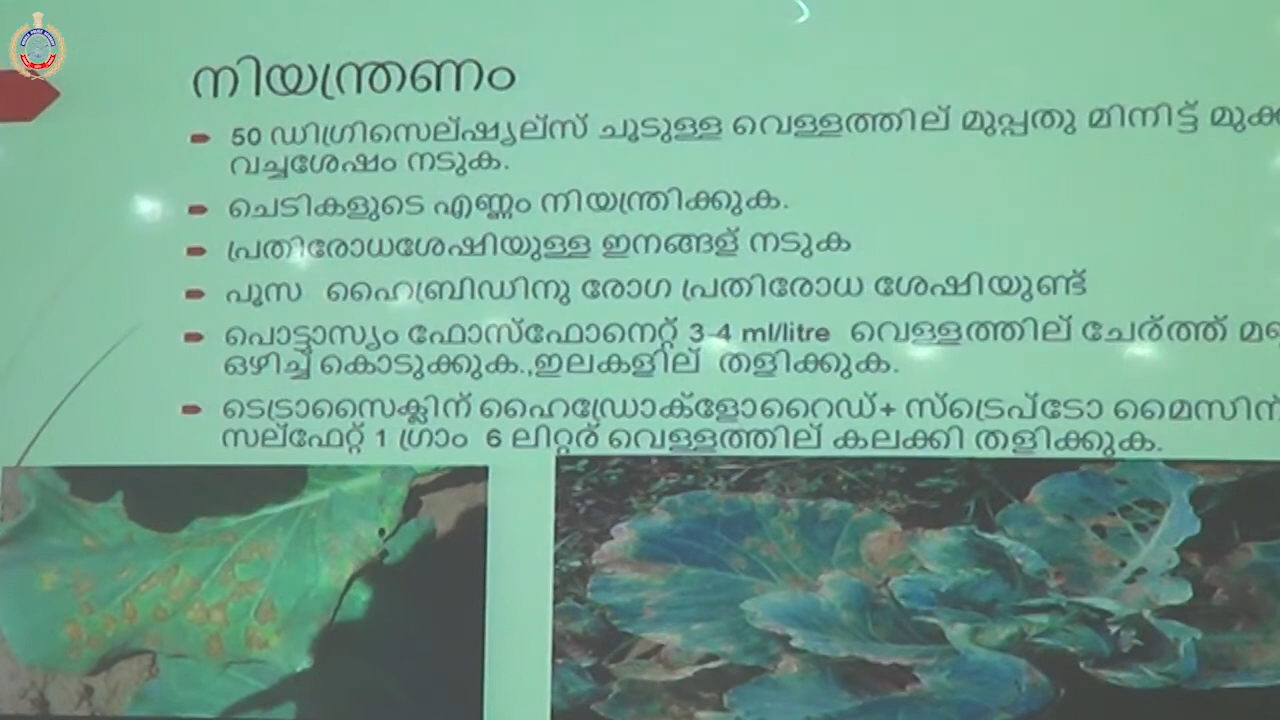 നിയന്ത്രണം
50 ഡിഗ്രിസെല്ഷ്യല്സ് ചൂടുള്ള വെള്ളത്തില് മുപ്പതു മിനിട്ട്
വച്ചശേഷം നടുക.
ചെടികളുടെ എണ്ണം നിയന്ത്രിക്കുക.
പ്രതിരോധശേഷിയുള്ള ഇനങ്ങള് നടുക
പൂസ ഹൈബ്രിഡിനു രോഗ പ്രതിരോധ ശേഷിയുണ്ട്
പൊട്ടാസ്യം ഫോസ്ഫോനെറ്റ് 3-4 ml/litre വെള്ളത്തില് ചേര്ത്ത്
ഒഴിച്ച് കൊടുക്കുക.,ഇലകളില് തളിക്കുക.
ടെട്രാസൈക്ലിന് ഹൈഡ്രോക്ളോറൈഡ്+ സ്ട്രെപ്ടോ മൈസിന്
സല്ഫേറ്റ് 1 ഗ്രാം 6 ലിറ്റര് വെള്ളത്തില് കലക്കി തളിക്കുക.